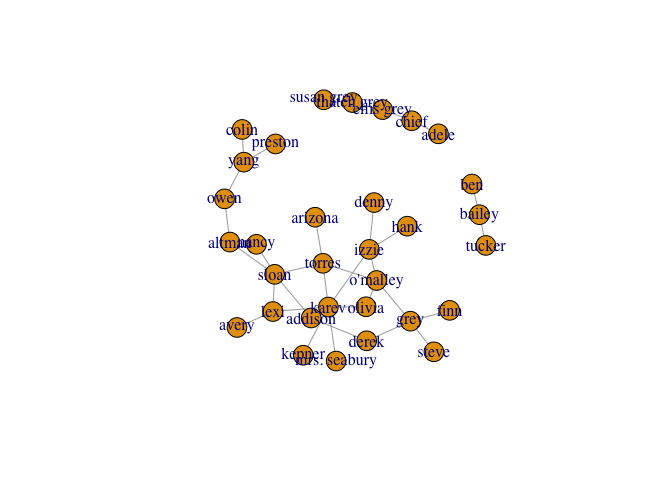 susan grey
thatch grey
ellis grey
chief
adele
colin
preston
yang
ben
owen
denny
bailey
arizona
hank
altman
nancy
tucker
izzie
torres
sloan
o'malley
lexi
karev
olivia
finn
addison
grey
avery
derek
kepner
steve
mrs. seabury